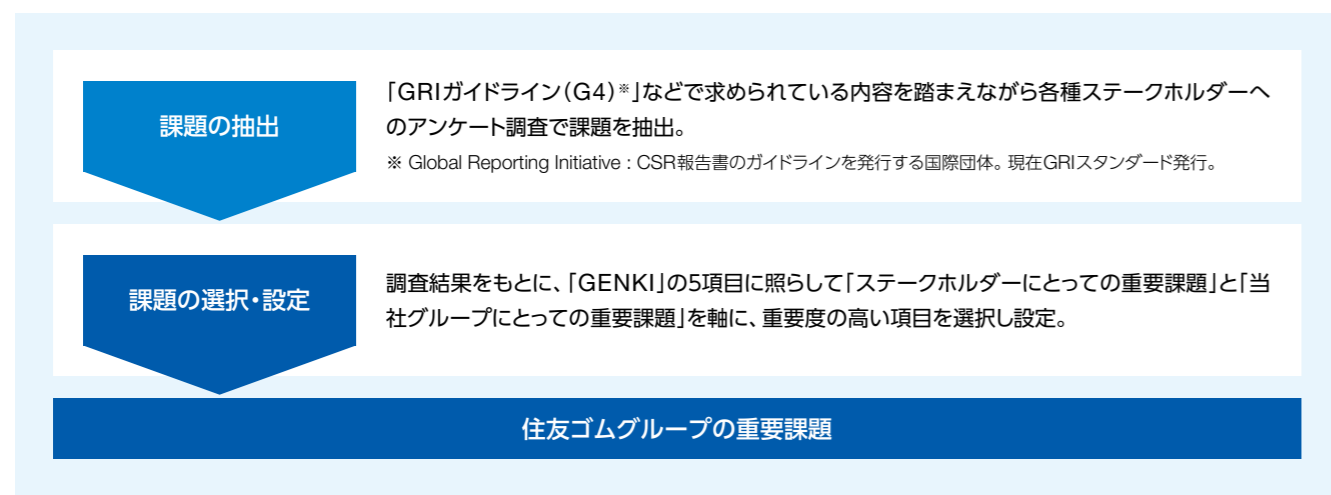 課題の抽出
「GRIガイドライン(G4)※」などで求められている内容を踏まえながら各種ステークホルダーへ
のアンケート調査で課題を抽出。
※ Global Reporting Initiative : CSR報告書のガイドラインを発行する国際団体。現在GRIスタンダード発行。
課題の選択・設定
調査結果をもとに、「GENKI」の5項目に照らして「ステークホルダーにとっての重要課題」と「当
社グループにとっての重要課題」を軸に、重要度の高い項目を選択し設定。
住友ゴムグループの重要課題